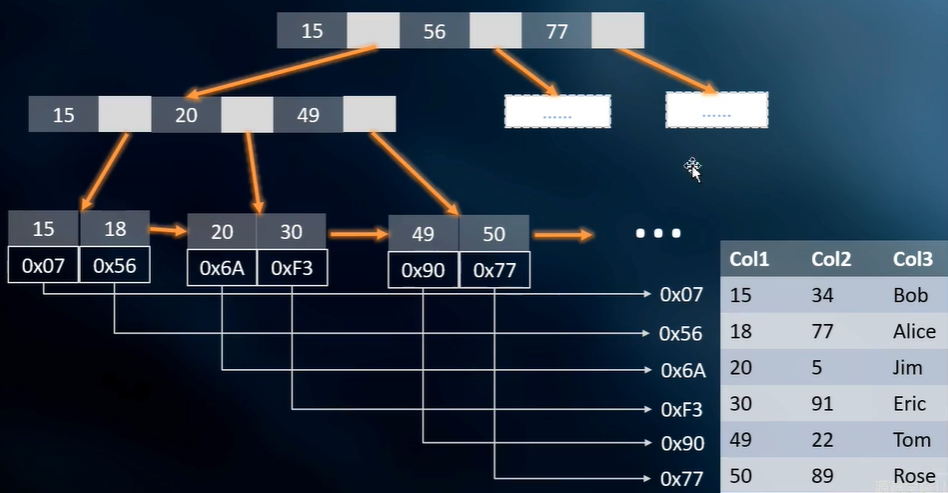 15 56 77
15 20 49
...... ......
15 18 20 30 49 50
0x07 0x56 0x6A 0xF3 0x90 0x77
...
Col1 Col2 Col3
0x07 15 34 Bob
0x56 18 77 Alice
0x6A 20 5 Jim
0xF3 30 91 Eric
0x90 49 22 Tom
0x77 50 89 Rose